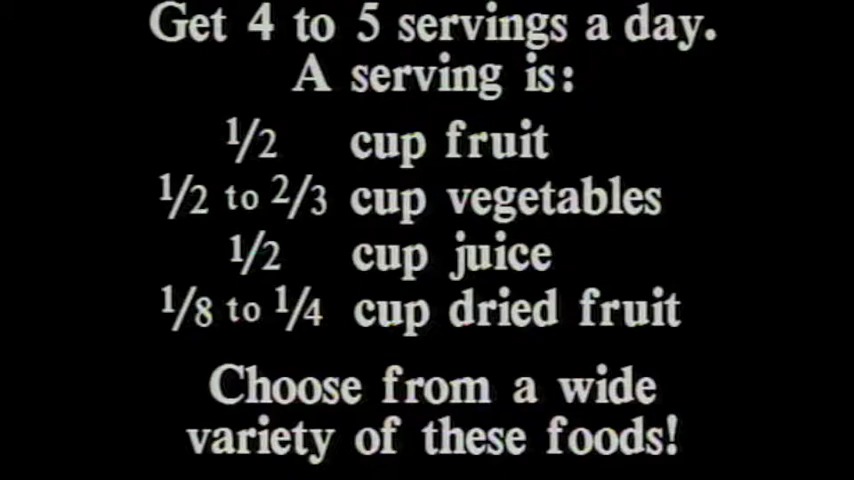 Get 4 to 5 servings a day.
A serving is:
1/2 cup fruit
1/2 to 2/3 cup vegetables
1/2 cup juice
1/8 to 1/4 cup dried fruit
Choose from a wide
variety of these foods!